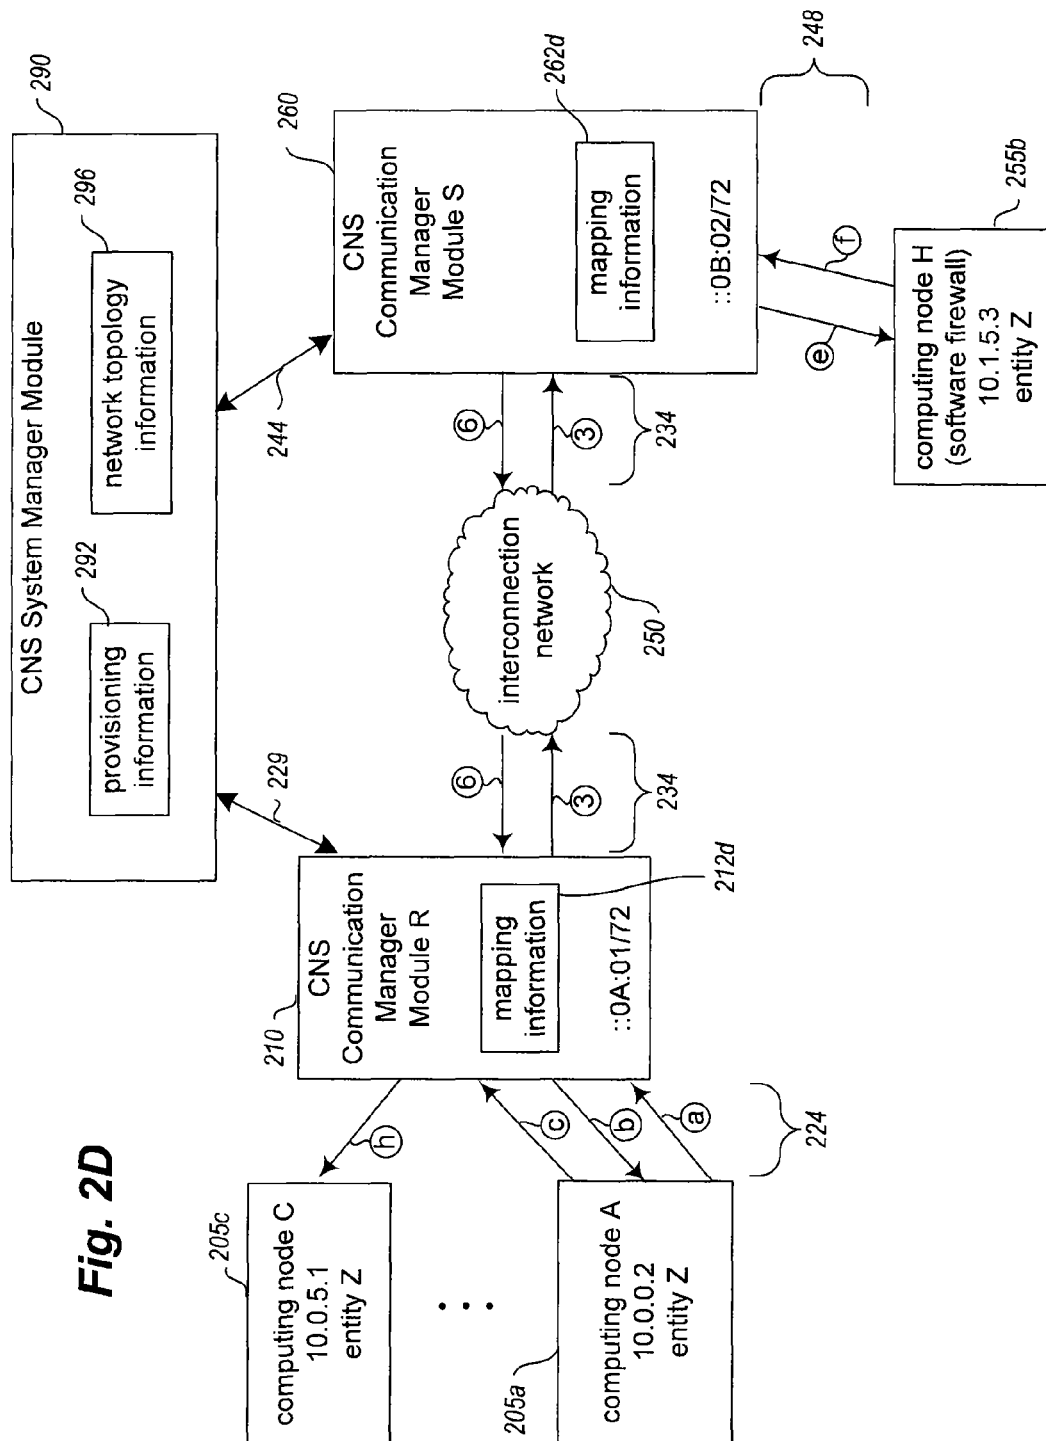 290
CNS System Manager Module
292
provisioning
information
296
network topology
information
229
244
210
CNS
Communication
Manager
Module R
mapping
information
212d
::0A:01/72
260
CNS
Communication
Manager
Module S
mapping
information
262d
::0B:02/72
6
3
234
interconnection
network
250
6
3
234
248
205c
computing node C
10.0.5.1
entity Z
h
c
b
a
224
205a
computing node A
10.0.0.2
entity Z
e
f
255b
computing node H
(software firewall)
10.1.5.3
entity Z
Fig. 2D